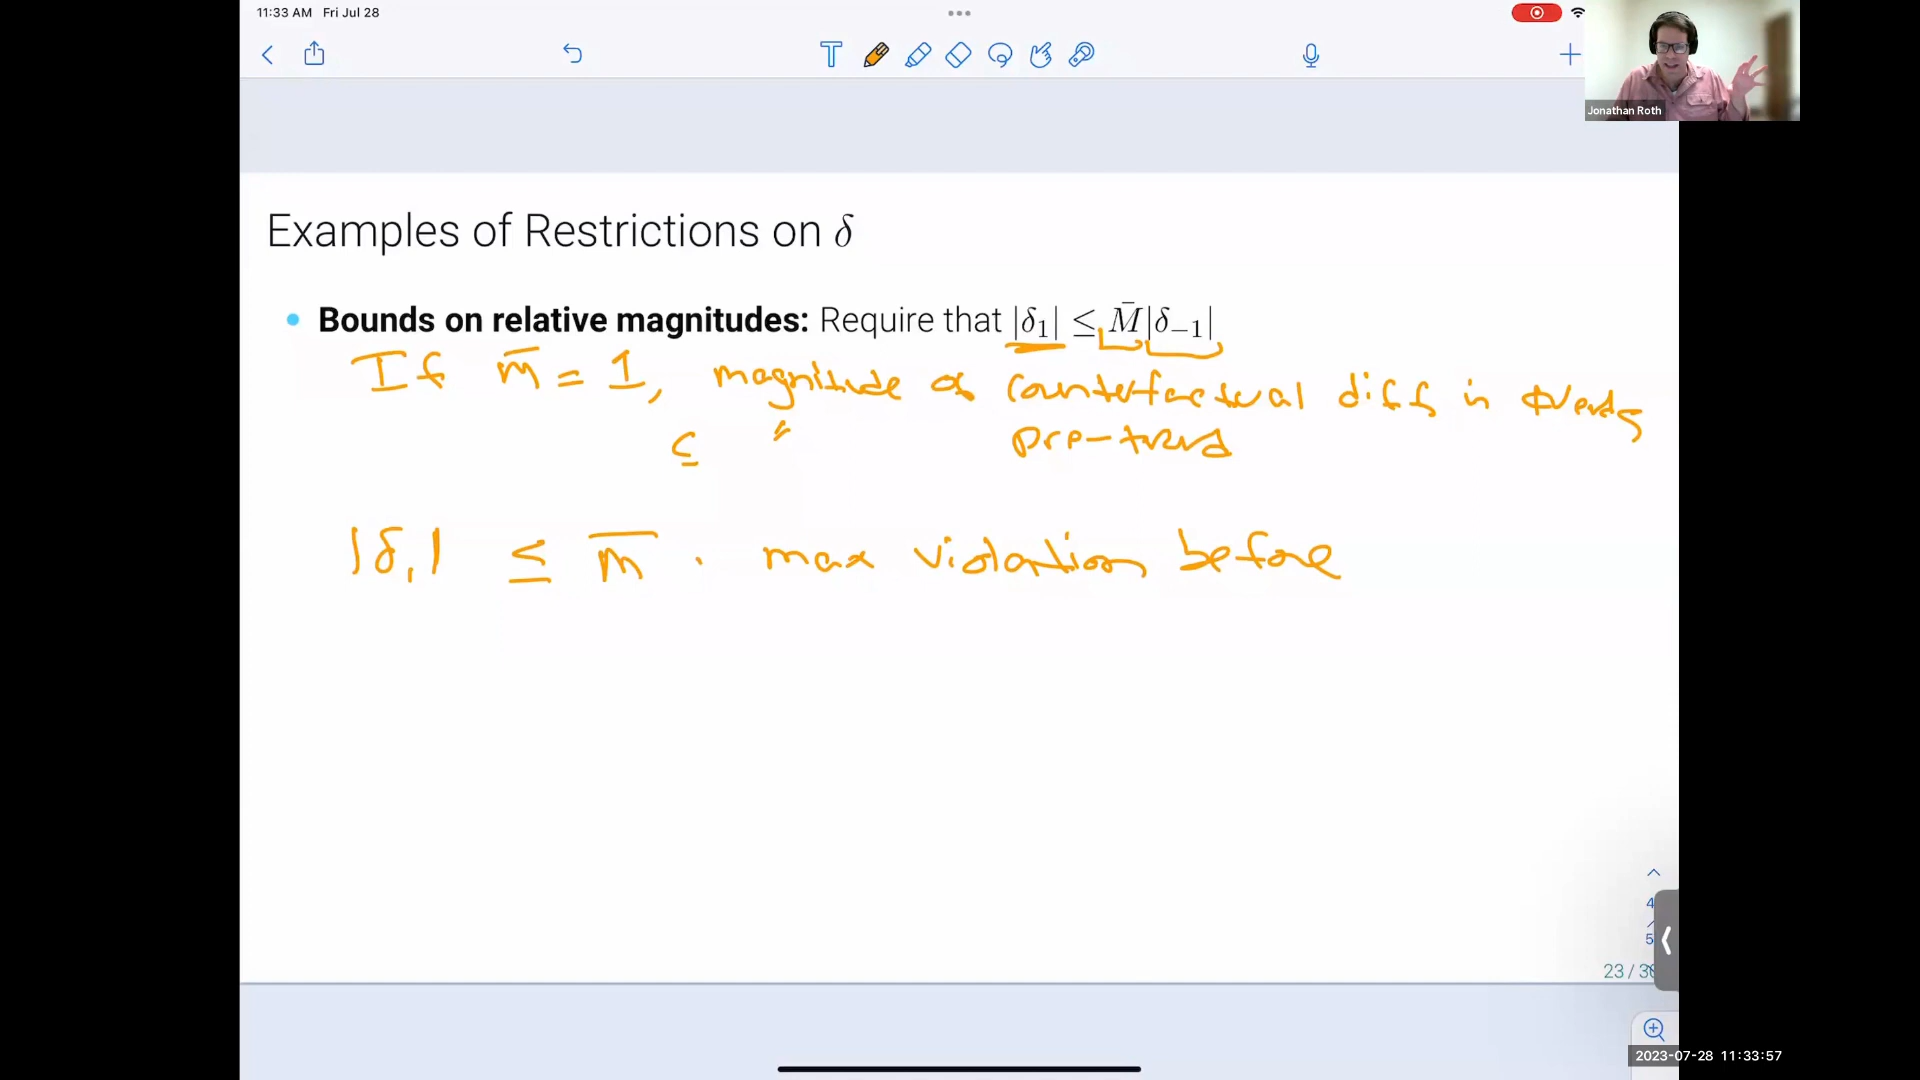 11:33 AM Fri Jul 28
Jonathan Roth
Examples of Restrictions on δ
• Bounds on relative magnitudes: Require that |δ₁| ≤ M̄|δ₋₁|
If m̄ = 1, magnitude of counterfactual diff in trends
≤ " pre-trend
|δ₁| ≤ m̄ · max violation before
4
5
23 / 3
2023-07-28 11:33:57